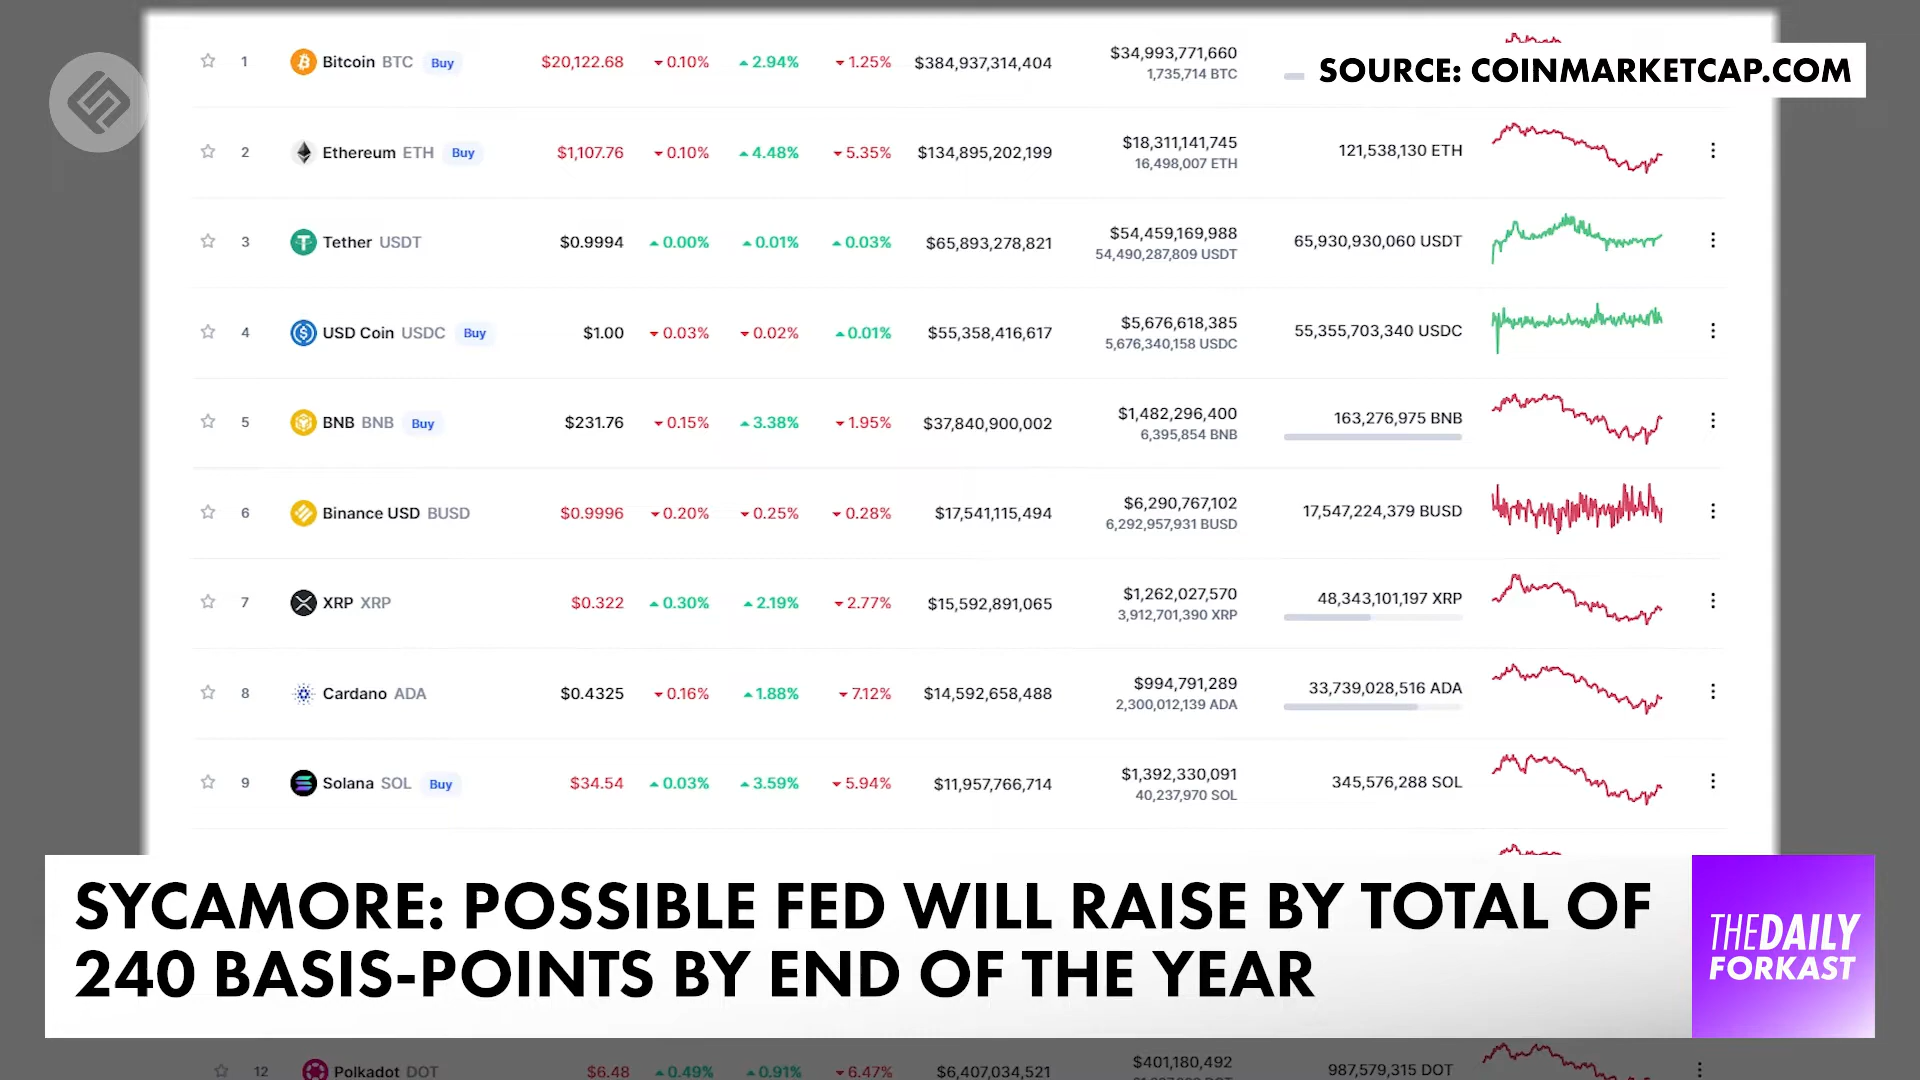 1 Bitcoin BTC Buy $20,122.68 0.10% 2.94% 1.25% $384,937,314,404 $34,993,771,660
1,735,714 BTC
SOURCE: COINMARKETCAP.COM
2 Ethereum ETH Buy $1,107.76 0.10% 4.48% 5.35% $134,895,202,199 $18,311,141,745 121,538,130 ETH
16,498,007 ETH
3 Tether USDT $0.9994 0.00% 0.01% 0.03% $65,893,278,821 $54,459,169,988 65,930,930,060 USDT
54,490,287,809 USDT
4 USD Coin USDC Buy $1.00 0.03% 0.02% 0.01% $55,358,416,617 $5,676,618,385 55,355,703,340 USDC
5,676,340,158 USDC
5 BNB BNB Buy $231.76 0.15% 3.38% 1.95% $37,840,900,002 $1,482,296,400 163,276,975 BNB
6,395,854 BNB
6 Binance USD BUSD $0.9996 0.20% 0.25% 0.28% $17,541,115,494 $6,290,767,102 17,547,224,379 BUSD
6,292,957,931 BUSD
7 XRP XRP $0.322 0.30% 2.19% 2.77% $15,592,891,065 $1,262,027,570 48,343,101,197 XRP
3,912,701,390 XRP
8 Cardano ADA $0.4325 0.16% 1.88% 7.12% $14,592,658,488 $994,791,289 33,739,028,516 ADA
2,300,012,139 ADA
9 Solana SOL Buy $34.54 0.03% 3.59% 5.94% $11,957,766,714 $1,392,330,091 345,576,288 SOL
40,237,970 SOL
SYCAMORE: POSSIBLE FED WILL RAISE BY TOTAL OF
240 BASIS-POINTS BY END OF THE YEAR
THE DAILY
FORKAST
12 Polkadot DOT $6.48 0.49% 0.91% 6.47% $6,407,034,521 $401,180,492 987,579,315 DOT